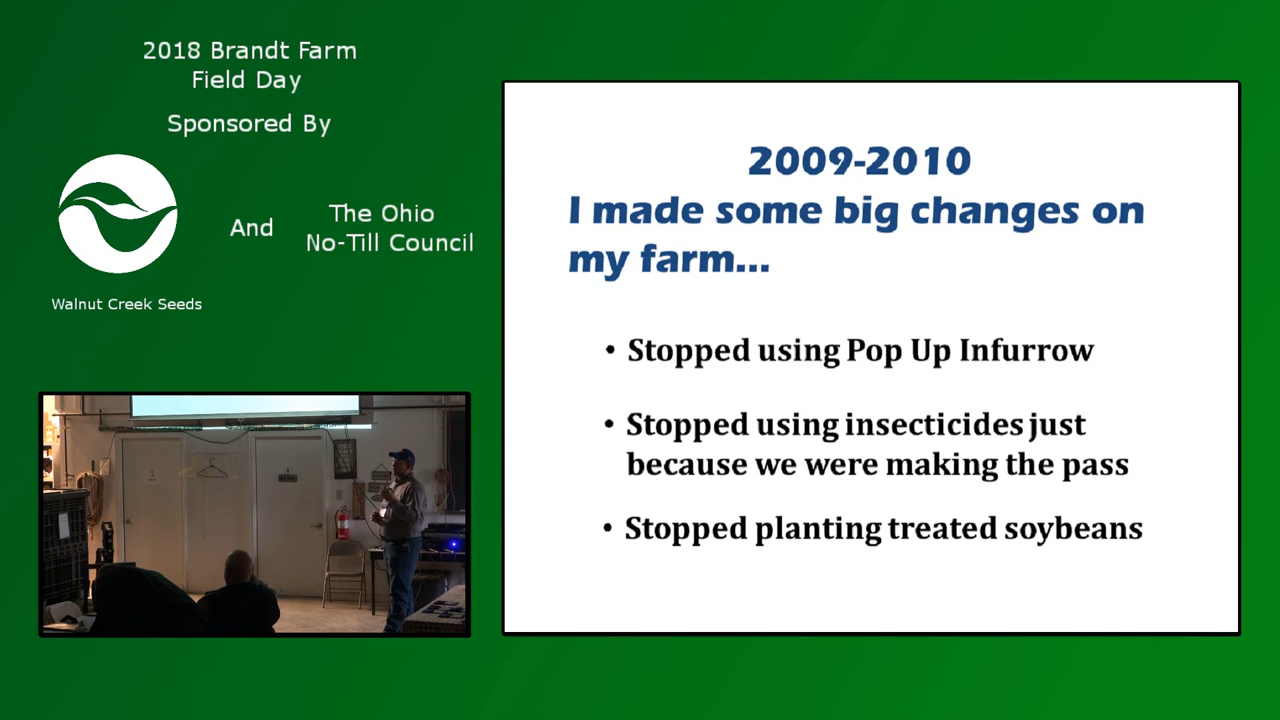 2018 Brandt Farm
Field Day
Sponsored By
And
The Ohio
No-Till Council
Walnut Creek Seeds
2009-2010
I made some big changes on
my farm...
• Stopped using Pop Up Infurrow
• Stopped using insecticides just
because we were making the pass
• Stopped planting treated soybeans